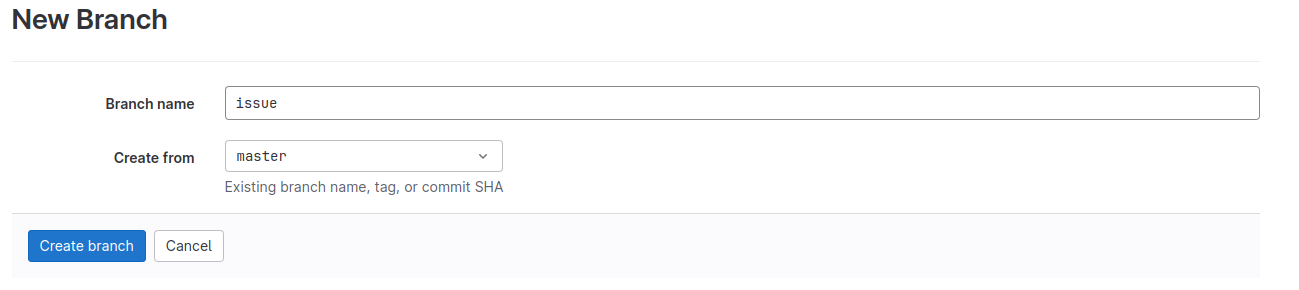 New Branch
Branch name issue
Create from master
Existing branch name, tag, or commit SHA
Create branch Cancel